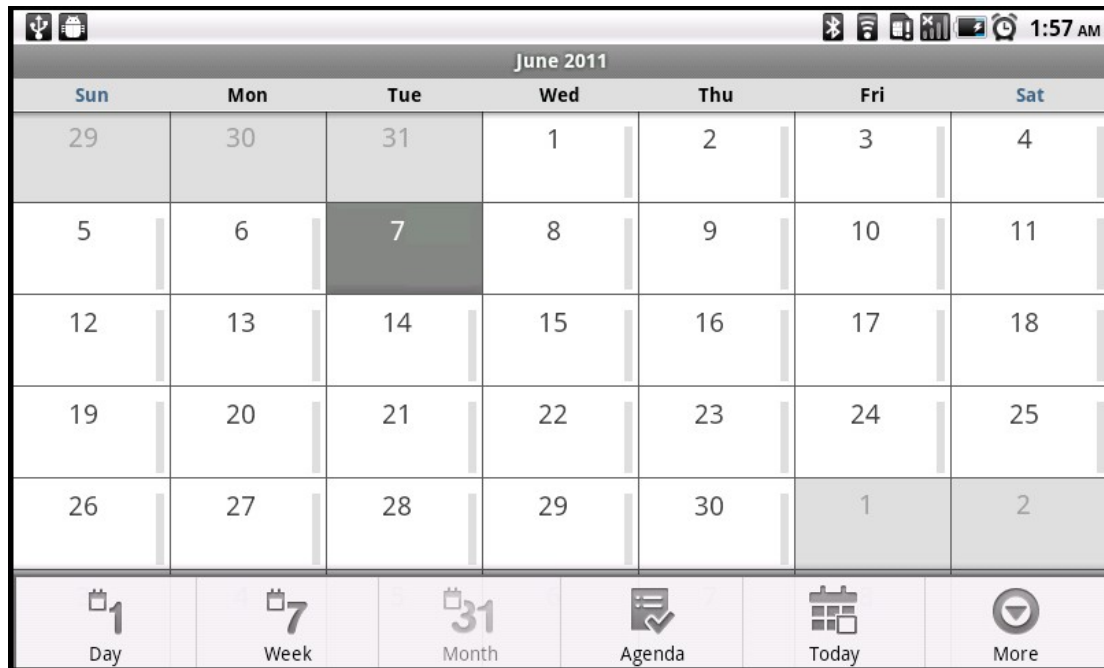 1:57 AM
June 2011
Sun Mon Tue Wed Thu Fri Sat
29 30 31 1 2 3 4
5 6 7 8 9 10 11
12 13 14 15 16 17 18
19 20 21 22 23 24 25
26 27 28 29 30 1 2
1 7 31
Day Week Month Agenda Today More